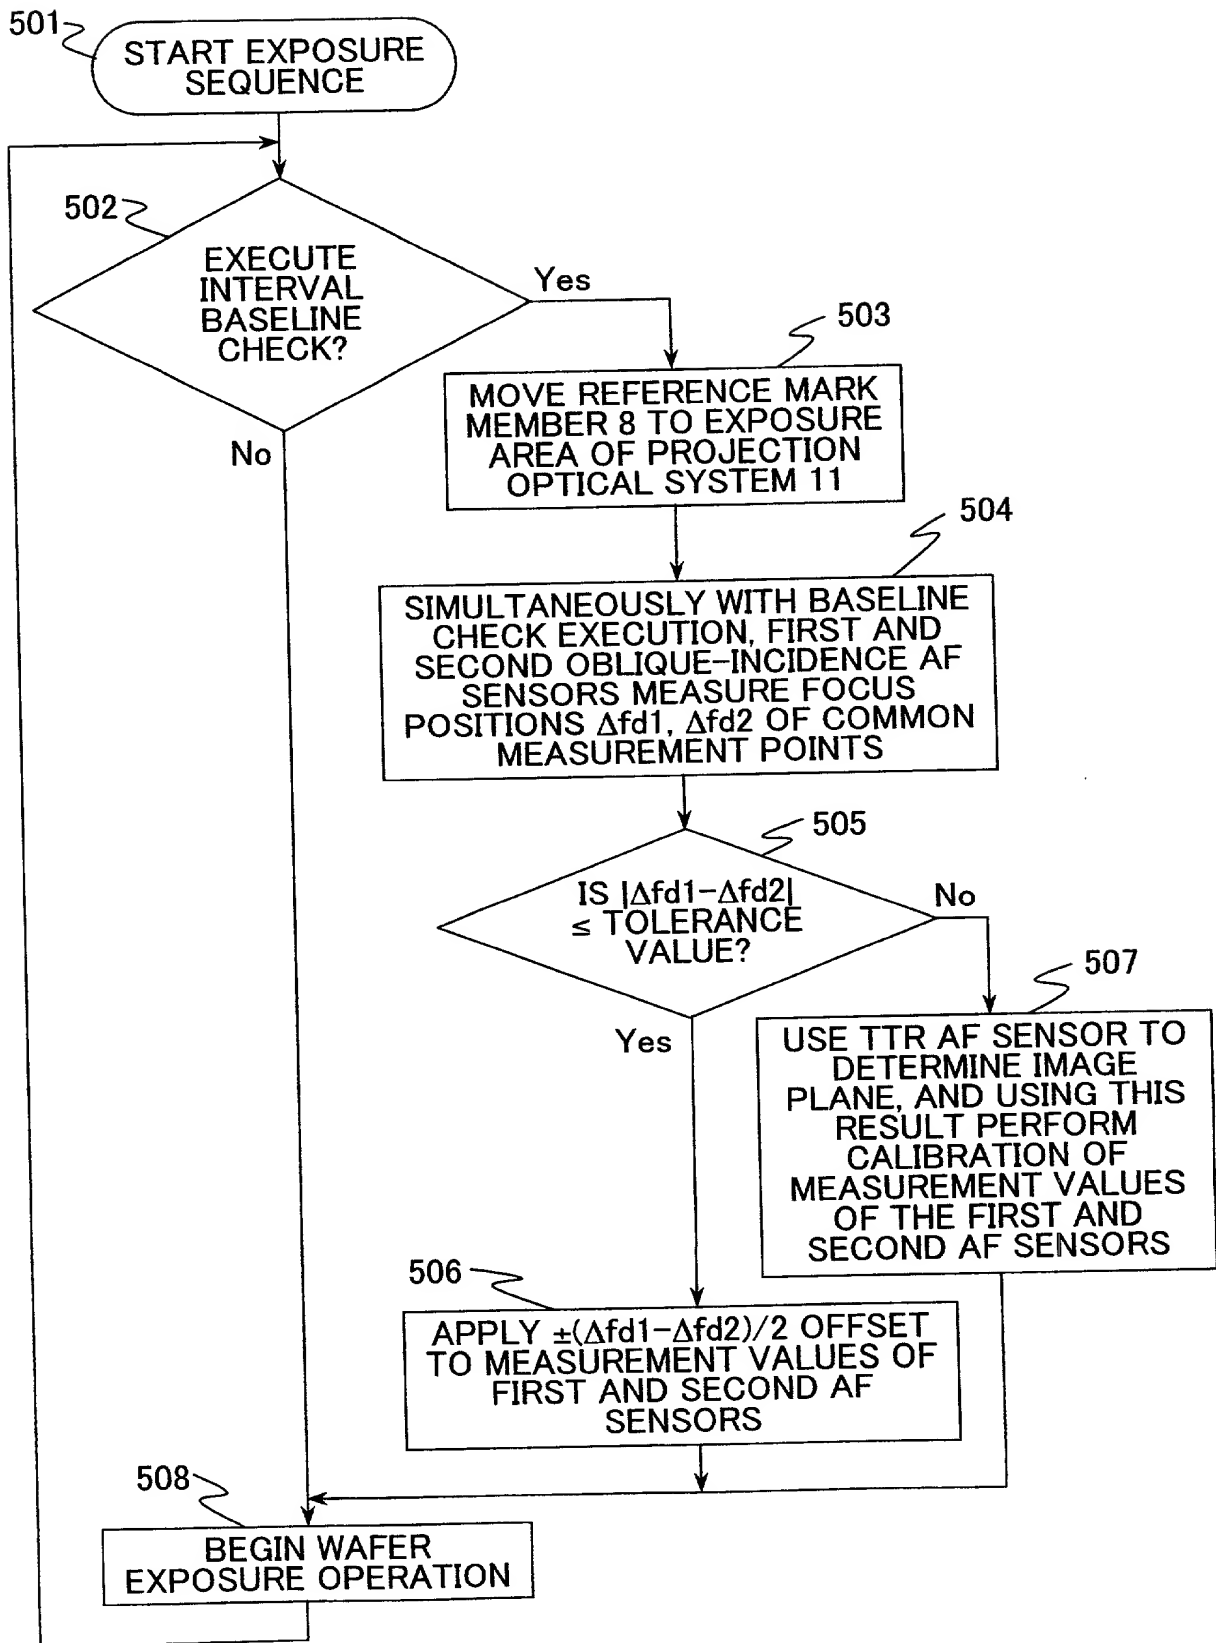 501
START EXPOSURE
SEQUENCE
502
EXECUTE
INTERVAL
BASELINE
CHECK?
Yes
No
503
MOVE REFERENCE MARK
MEMBER 8 TO EXPOSURE
AREA OF PROJECTION
OPTICAL SYSTEM 11
504
SIMULTANEOUSLY WITH BASELINE
CHECK EXECUTION, FIRST AND
SECOND OBLIQUE-INCIDENCE AF
SENSORS MEASURE FOCUS
POSITIONS Δfd1, Δfd2 OF COMMON
MEASUREMENT POINTS
505
IS |Δfd1-Δfd2|
≤ TOLERANCE
VALUE?
No
Yes
507
USE TTR AF SENSOR TO
DETERMINE IMAGE
PLANE, AND USING THIS
RESULT PERFORM
CALIBRATION OF
MEASUREMENT VALUES
OF THE FIRST AND
SECOND AF SENSORS
506
APPLY ±(Δfd1-Δfd2)/2 OFFSET
TO MEASUREMENT VALUES OF
FIRST AND SECOND AF
SENSORS
508
BEGIN WAFER
EXPOSURE OPERATION